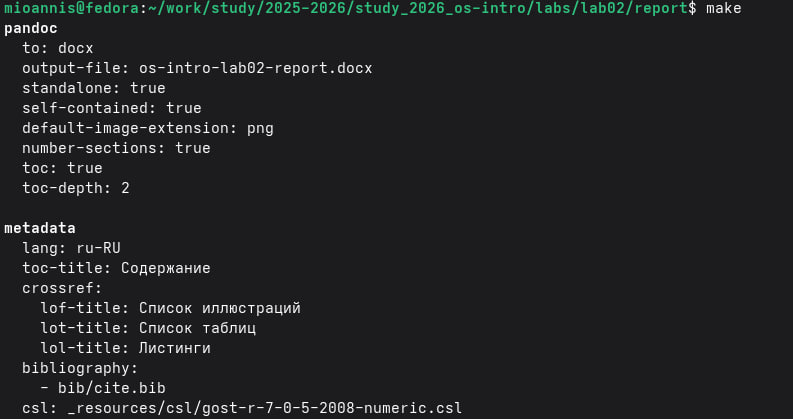 mioannis@fedora:~/work/study/2025-2026/study_2026_os-intro/labs/lab02/report$ make
pandoc
  to: docx
  output-file: os-intro-lab02-report.docx
  standalone: true
  self-contained: true
  default-image-extension: png
  number-sections: true
  toc: true
  toc-depth: 2

metadata
  lang: ru-RU
  toc-title: Содержание
  crossref:
    lof-title: Список иллюстраций
    lot-title: Список таблиц
    lol-title: Листинги
  bibliography:
    - bib/cite.bib
  csl: _resources/csl/gost-r-7-0-5-2008-numeric.csl